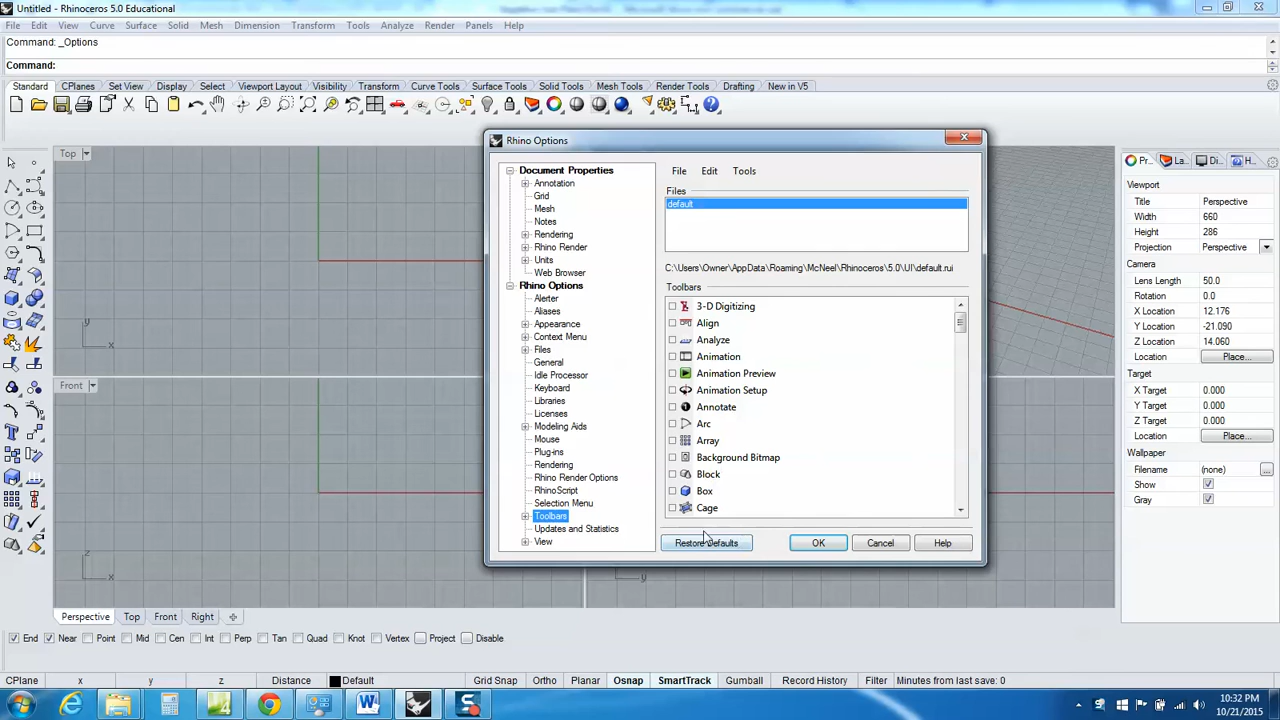 Untitled - Rhinoceros 5.0 Educational
File Edit View Curve Surface Solid Mesh Dimension Transform Tools Analyze Render Panels Help
Command: _Options
Command:
Standard CPlanes Set View Display Select Viewport Layout Visibility Transform Curve Tools Surface Tools Solid Tools Mesh Tools Render Tools Drafting New in V5
Top
y
x
Front
z
x
y
Rhino Options
Document Properties
Annotation
Grid
Mesh
Notes
Rendering
Rhino Render
Units
Web Browser
Rhino Options
Alerter
Aliases
Appearance
Context Menu
Files
General
Idle Processor
Keyboard
Libraries
Licenses
Modeling Aids
Mouse
Plug-ins
Rendering
Rhino Render Options
RhinoScript
Selection Menu
Toolbars
Updates and Statistics
View
File Edit Tools
Files
default
C:\Users\Owner\AppData\Roaming\McNeel\Rhinoceros\5.0\UI\default.rui
Toolbars
3-D Digitizing
Align
Analyze
Animation
Animation Preview
Animation Setup
Annotate
Arc
Array
Background Bitmap
Block
Box
Cage
Restore Defaults OK Cancel Help
Pr... La... Di... H...
Viewport
Title Perspective
Width 660
Height 286
Projection Perspective
Camera
Lens Length 50.0
Rotation 0.0
X Location 12.176
Y Location -21.090
Z Location 14.060
Location Place...
Target
X Target 0.000
Y Target 0.000
Z Target 0.000
Location Place...
Wallpaper
Filename (none) ...
Show
Gray
Perspective Top Front Right
End Near Point Mid Cen Int Perp Tan Quad Knot Vertex Project Disable
CPlane x y z Distance Default Grid Snap Ortho Planar Osnap SmartTrack Gumball Record History Filter Minutes from last save: 0
10:32 PM
10/21/2015